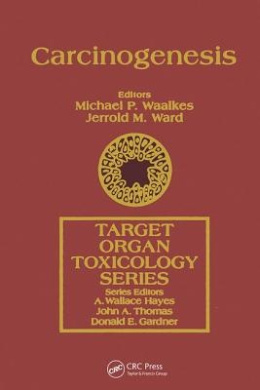 Carcinogenesis
Editors
Michael P. Waalkes
Jerrold M. Ward
TARGET
ORGAN
TOXICOLOGY
SERIES
Series Editors
A. Wallace Hayes
John A. Thomas
Donald E. Gardner
CRC
CRC Press
Taylor & Francis Group